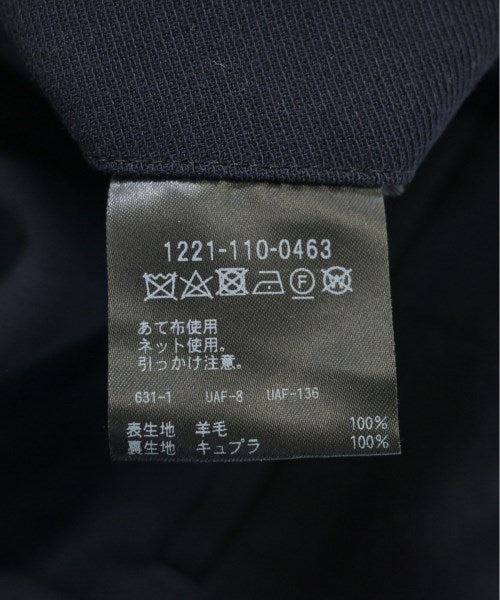 1221-110-0463
F W
あて布使用
ネット使用。
引っかけ注意。
631-1 UAF-8 UAF-136
表生地 羊毛 100%
裏生地 キュプラ 100%